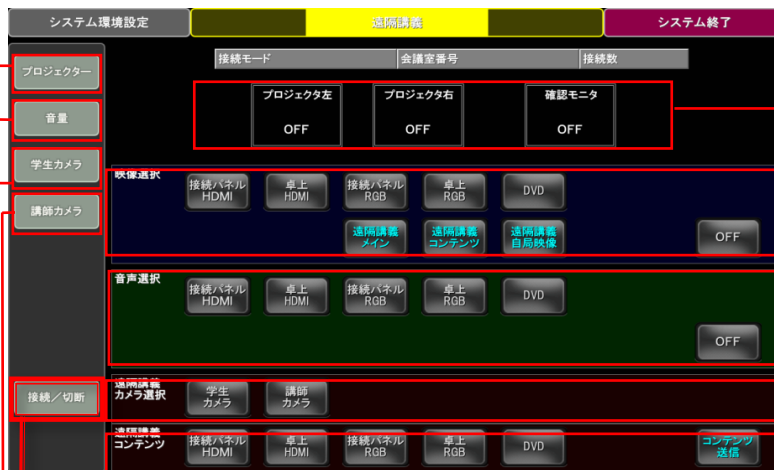 システム環境設定
遠隔講義
システム終了
接続モード
会議室番号
接続数
プロジェクター
音量
学生カメラ
講師カメラ
接続／切断
プロジェクタ左
OFF
プロジェクタ右
OFF
確認モニタ
OFF
映像選択
接続パネル
HDMI
卓上
HDMI
接続パネル
RGB
卓上
RGB
DVD
遠隔講義
メイン
遠隔講義
コンテンツ
遠隔講義
自局映像
OFF
音声選択
接続パネル
HDMI
卓上
HDMI
接続パネル
RGB
卓上
RGB
DVD
OFF
遠隔講義
カメラ選択
学生
カメラ
講師
カメラ
遠隔講義
コンテンツ
接続パネル
HDMI
卓上
HDMI
接続パネル
RGB
卓上
RGB
DVD
コンテンツ
送信